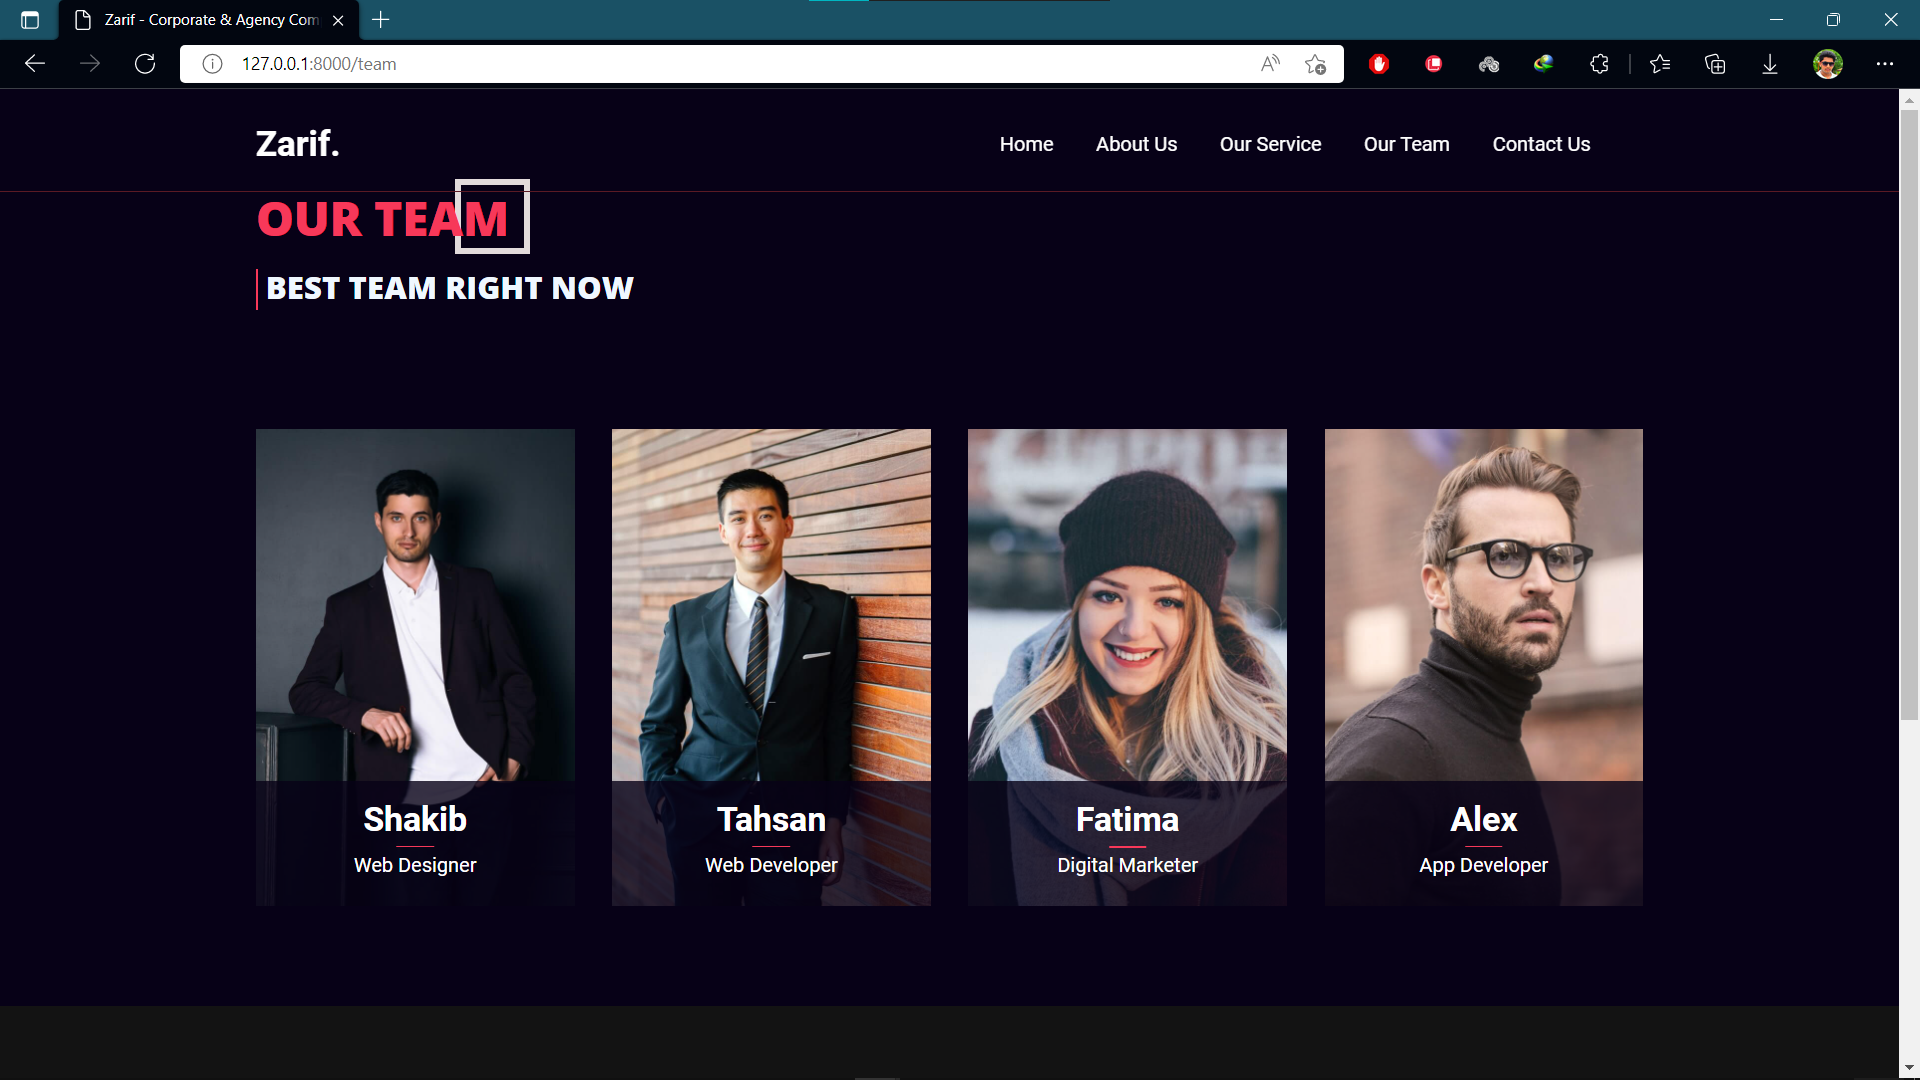 Zarif - Corporate & Agency Com
127.0.0.1:8000/team
Zarif.
Home About Us Our Service Our Team Contact Us
OUR TEAM
BEST TEAM RIGHT NOW
Shakib
Web Designer
Tahsan
Web Developer
Fatima
Digital Marketer
Alex
App Developer